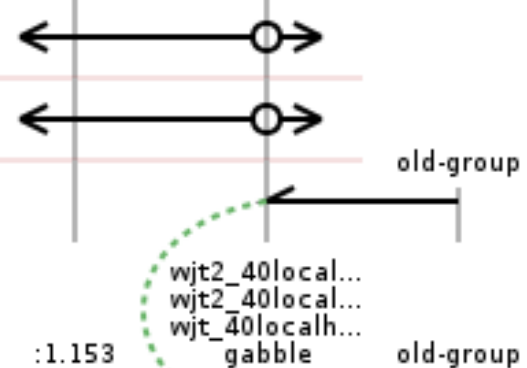 old-group
wjt2_40local...
wjt2_40local...
wjt_40localh...
:1.153 gabble old-group